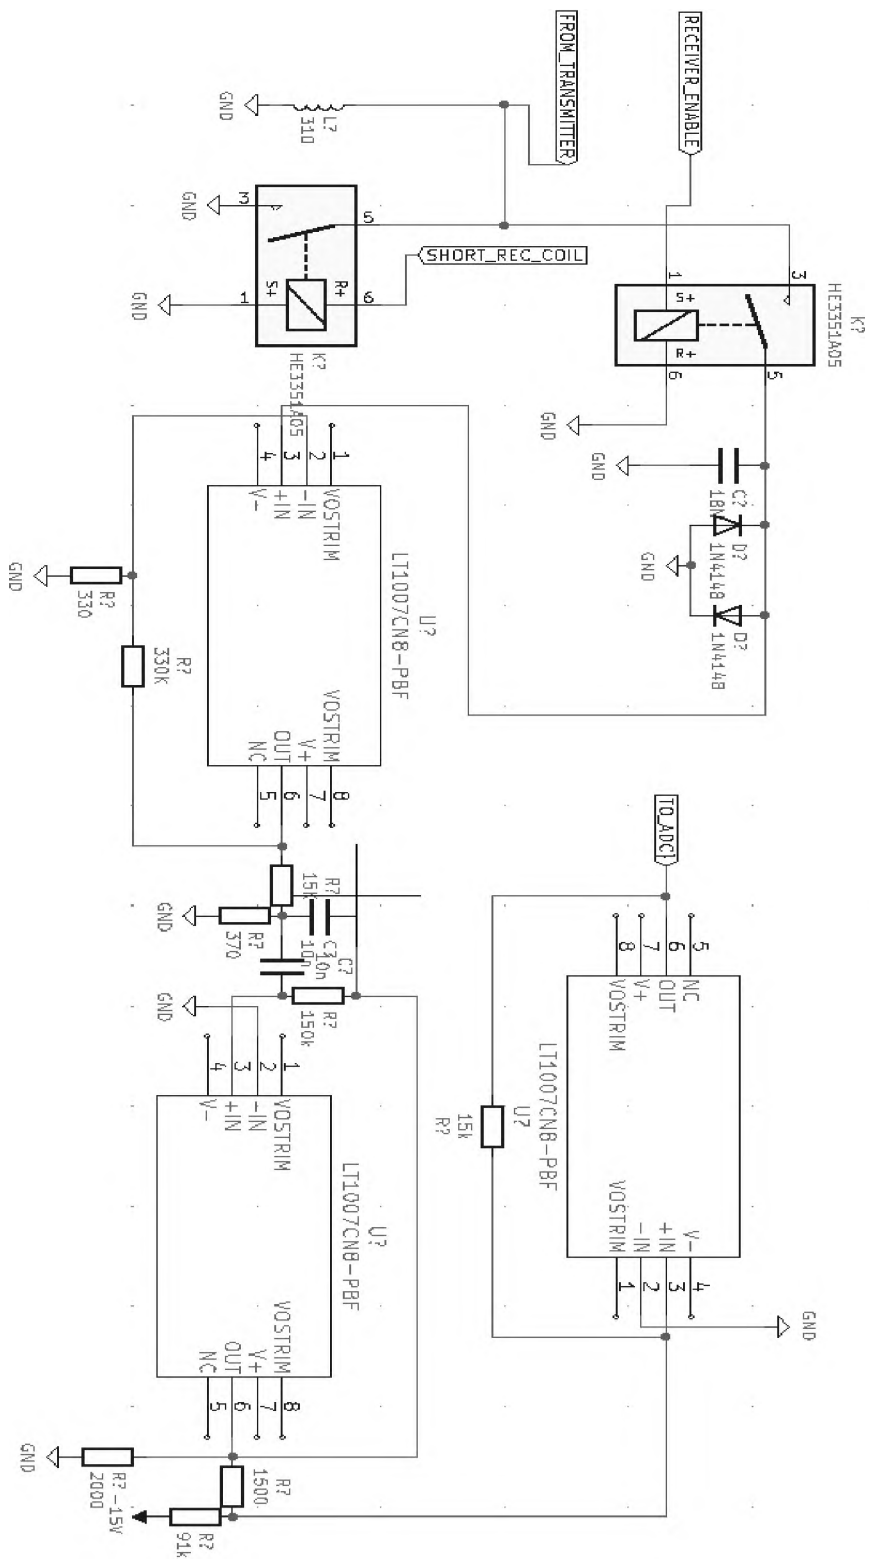 FROM_TRANSMITTER
RECEIVER_ENABLE
GND
L?
310
3
GND
5
SHORT_REC_COIL
S+
R+
1
6
GND
K?
HE3351A05
1
3
S+
R+
6
5
K?
HE3351A05
GND
GND
C?
18N
D?
1N4148
GND
D?
1N4148
4
3
2
1
V-
+IN
-IN
VOSTRIM
U?
LT1007CN8-PBF
NC
OUT
V+
VOSTRIM
5
6
7
8
GND
R?
330
R?
330K
R?
15K
GND
R?
370
C?
10n
C?
10n
R?
150k
GND
4
3
2
1
V-
+IN
-IN
VOSTRIM
U?
LT1007CN8-PBF
NC
OUT
V+
VOSTRIM
5
6
7
8
GND
R?
2000
R?
1500
-15V
R?
91k
TO_ADC1
8
7
6
5
VOSTRIM
V+
OUT
NC
U?
LT1007CN8-PBF
R?
15k
VOSTRIM
-IN
+IN
V-
1
2
3
4
GND